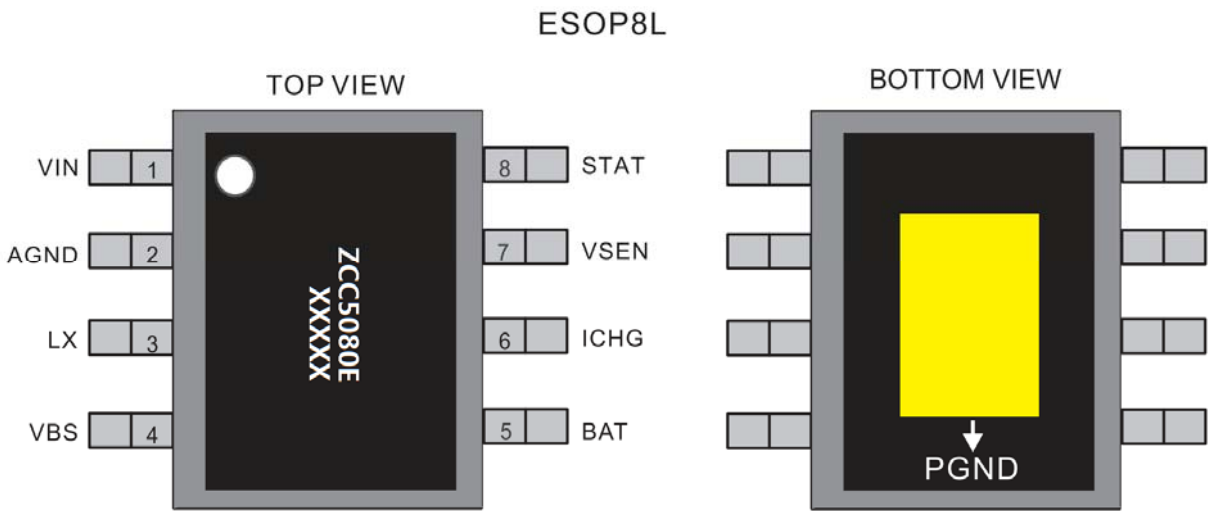 ESOP8L
TOP VIEW
BOTTOM VIEW
VIN 1
8 STAT
AGND 2
7 VSEN
LX 3
6 ICHG
VBS 4
5 BAT
ZCC5080E
XXXXX
PGND